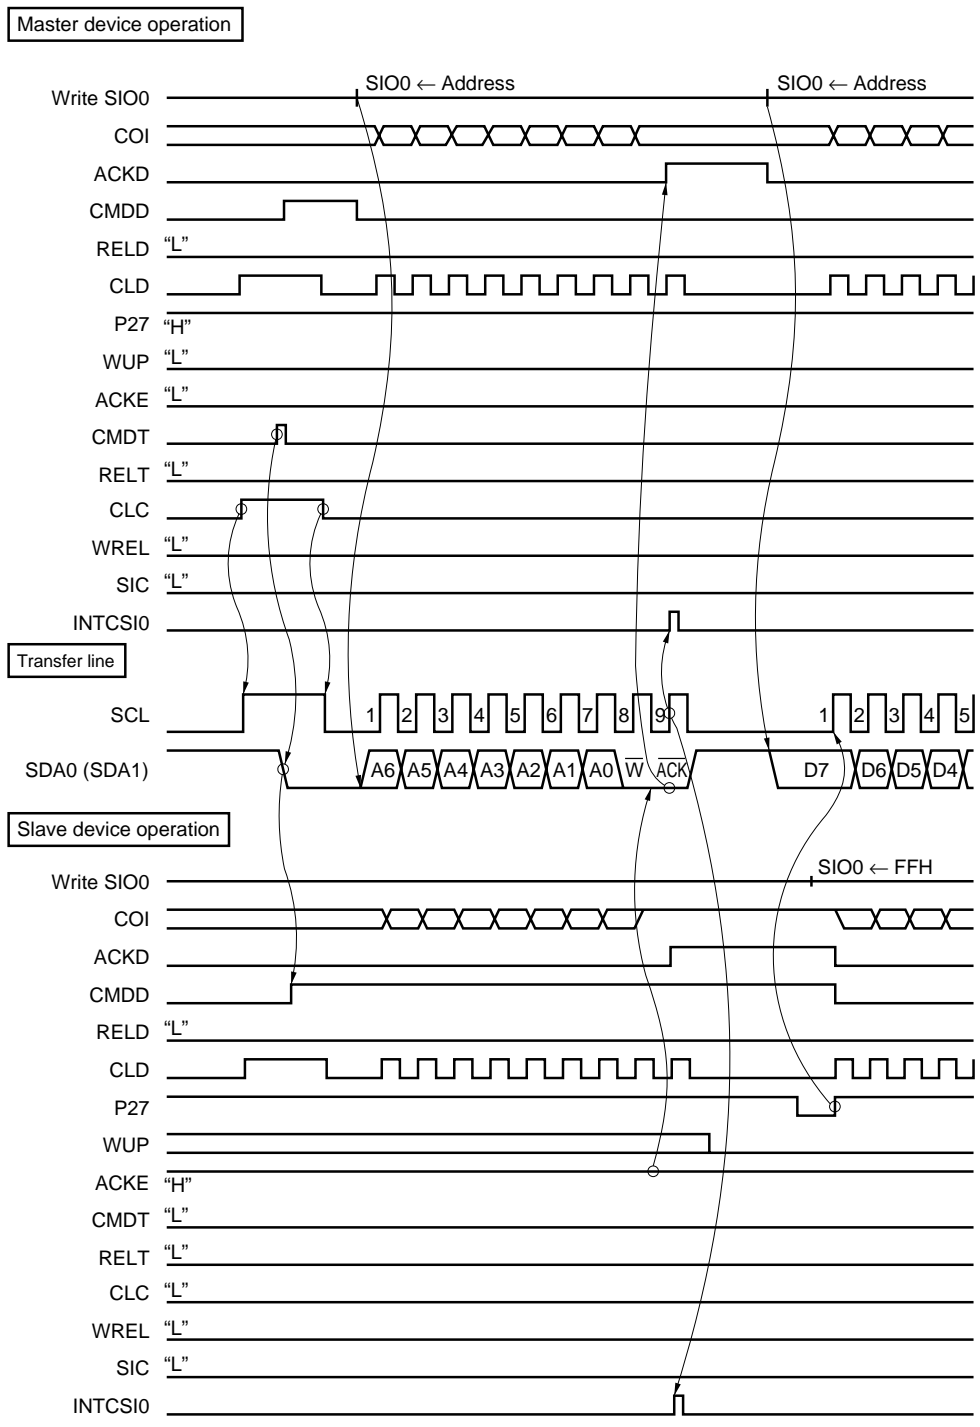 Master device operation
Write SIO0 SIO0 ← Address SIO0 ← Address
COI
ACKD
CMDD
RELD “L”
CLD
P27 “H”
WUP “L”
ACKE “L”
CMDT
RELT “L”
CLC
WREL “L”
SIC “L”
INTCSI0
Transfer line
SCL 1 2 3 4 5 6 7 8 9 1 2 3 4 5
SDA0 (SDA1) A6 A5 A4 A3 A2 A1 A0 W̅ A̅C̅K̅ D7 D6 D5 D4
Slave device operation
Write SIO0 SIO0 ← FFH
COI
ACKD
CMDD
RELD “L”
CLD
P27
WUP
ACKE “H”
CMDT “L”
RELT “L”
CLC “L”
WREL “L”
SIC “L”
INTCSI0